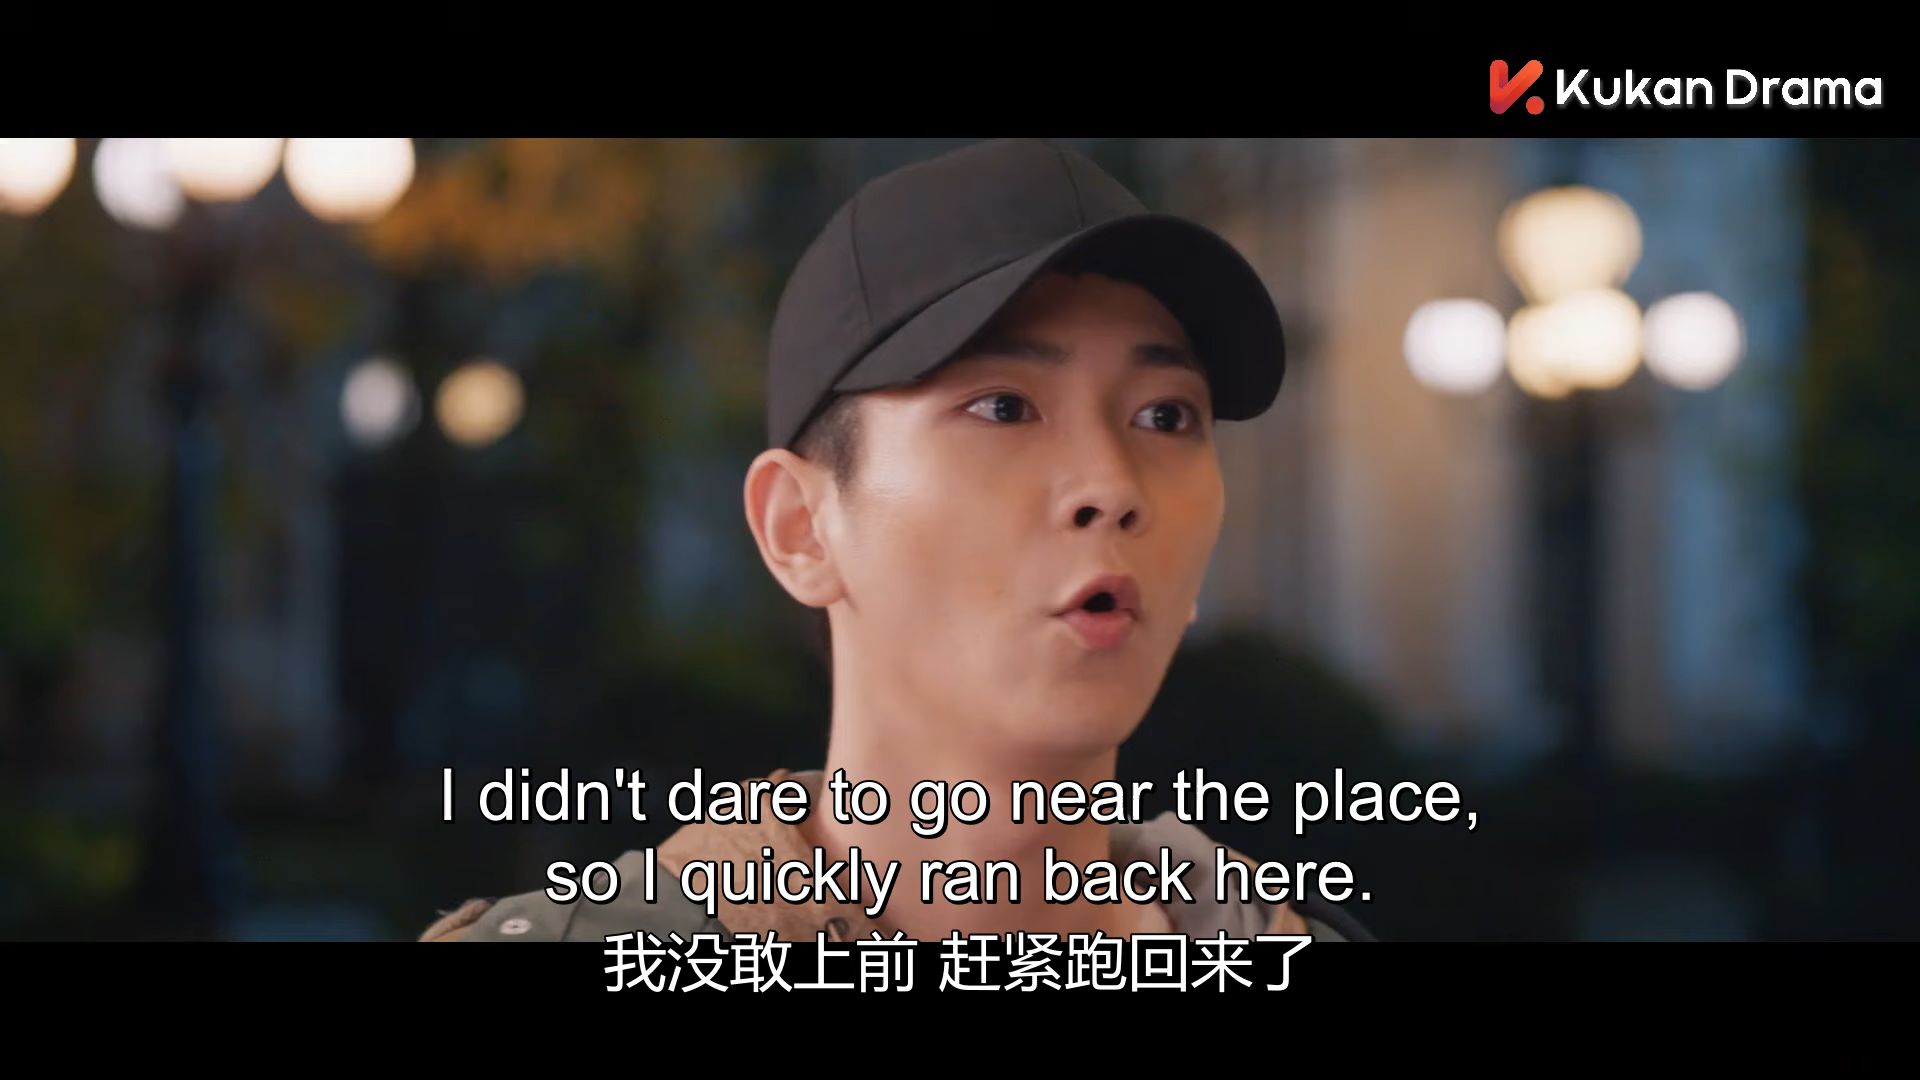 Kukan Drama
I didn't dare to go near the place,
so I quickly ran back here.
我没敢上前 赶紧跑回来了